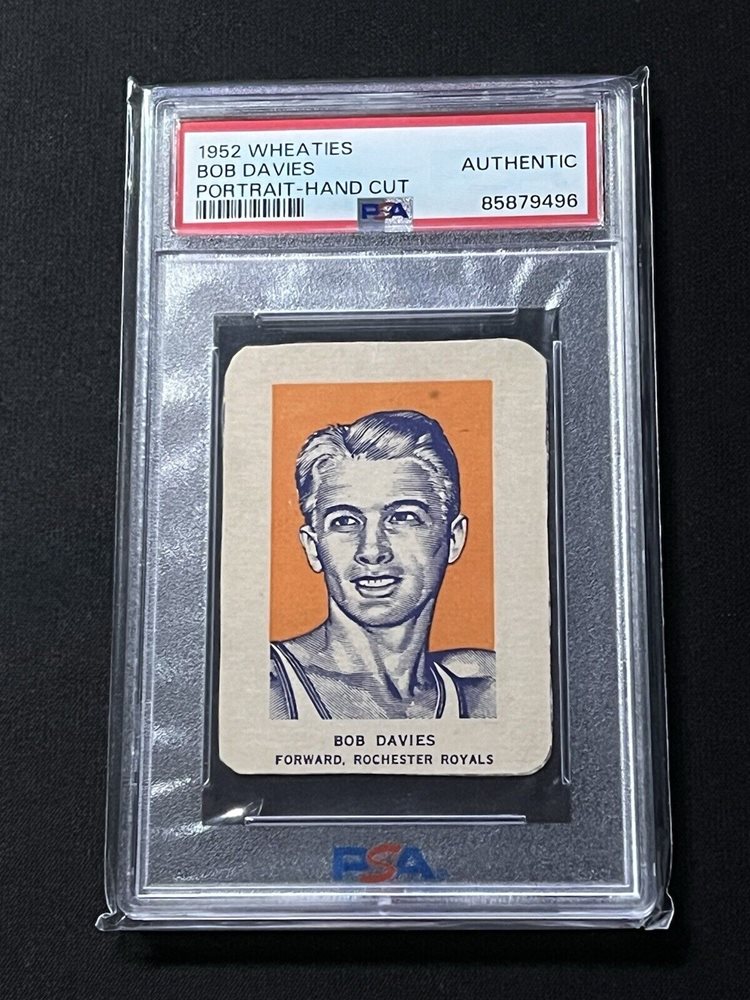 1952 WHEATIES
BOB DAVIES
AUTHENTIC
PORTRAIT-HAND CUT
PSA
85879496
BOB DAVIES
FORWARD, ROCHESTER ROYALS
PSA